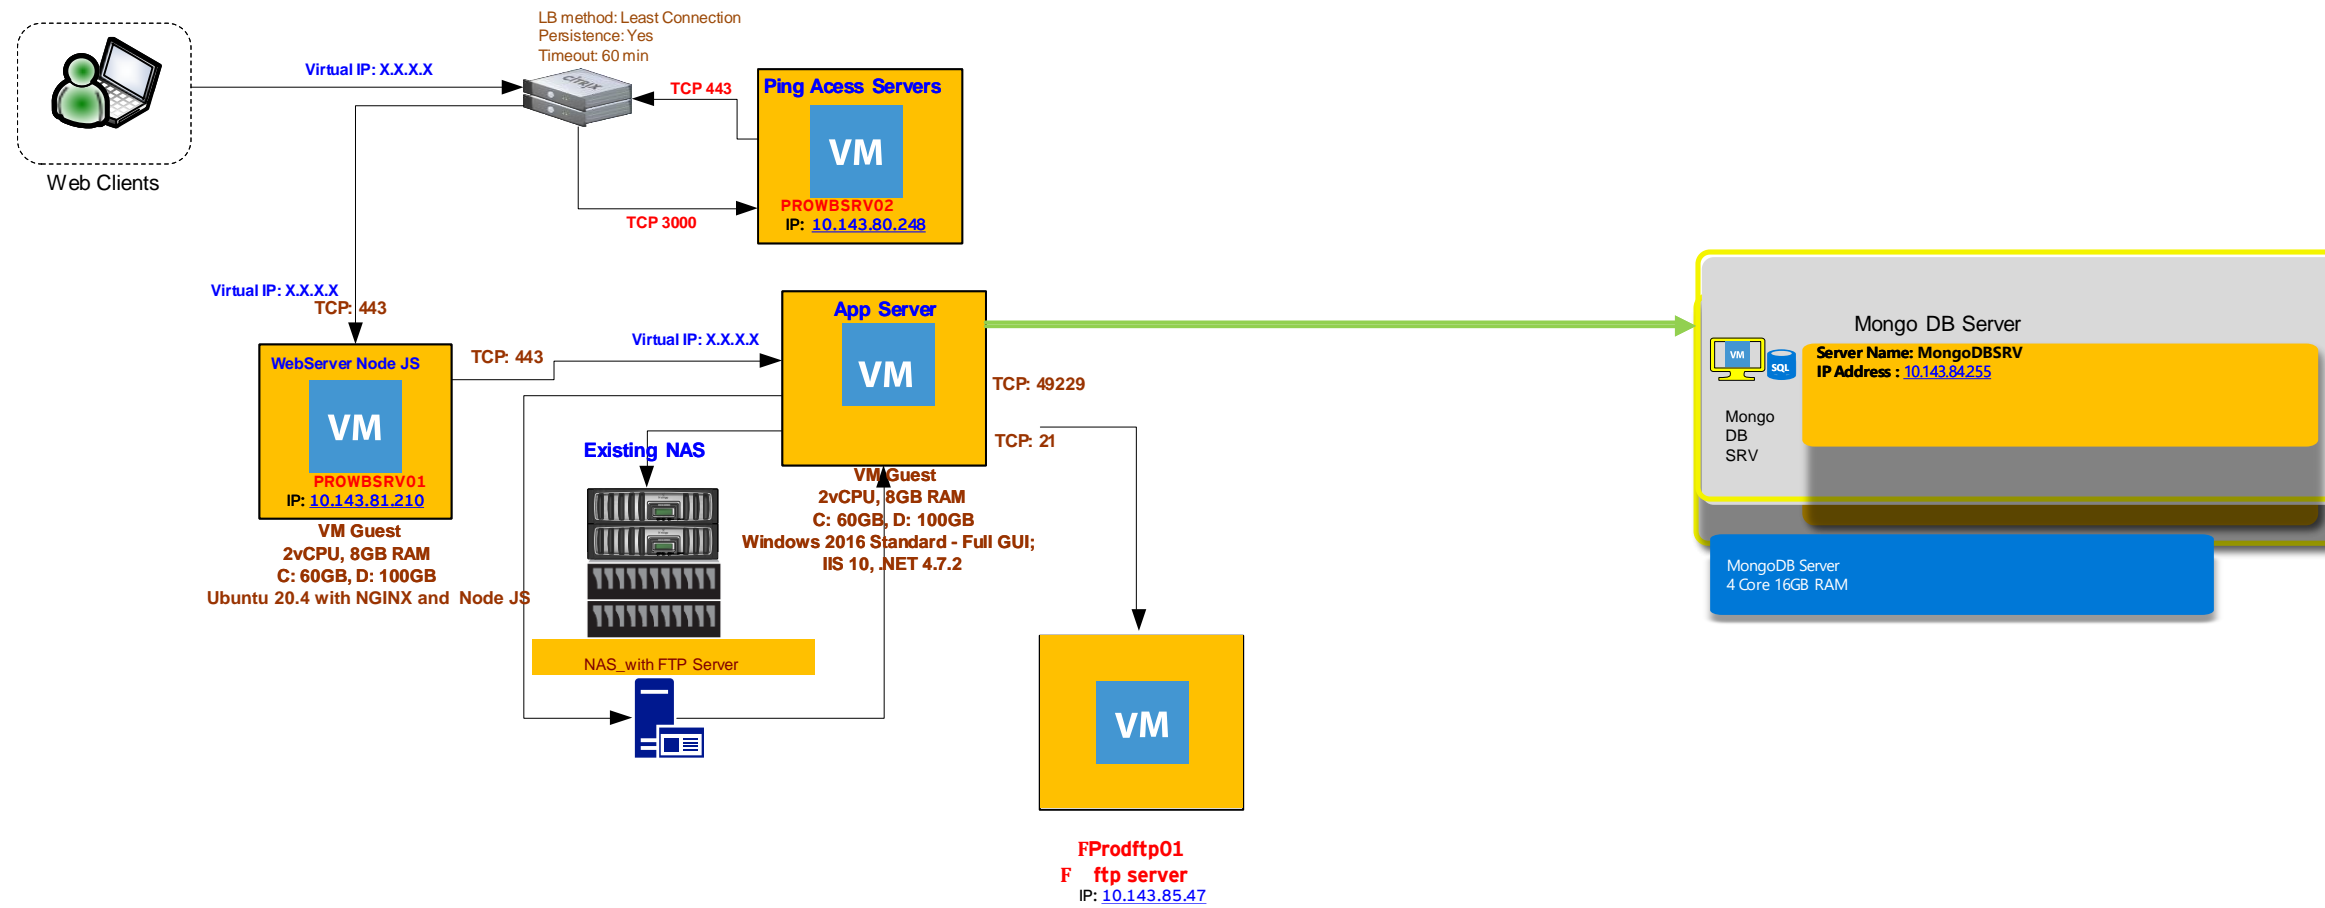 LB method: Least Connection
Persistence: Yes
Timeout: 60 min
Virtual IP: X.X.X.X
CITRIX
TCP 443
Ping Acess Servers
VM
PROWBSRV02
IP: 10.143.80.248
TCP 3000
Web Clients
Virtual IP: X.X.X.X
TCP: 443
WebServer Node JS
VM
PROWBSRV01
IP: 10.143.81.210
VM Guest
2vCPU, 8GB RAM
C: 60GB, D: 100GB
Ubuntu 20.4 with NGINX and Node JS
TCP: 443
Virtual IP: X.X.X.X
App Server
VM
TCP: 49229
TCP: 21
VM Guest
2vCPU, 8GB RAM
C: 60GB, D: 100GB
Windows 2016 Standard - Full GUI;
IIS 10, .NET 4.7.2
Existing NAS
NAS_with FTP Server
VM
FProdftp01
F ftp server
IP: 10.143.85.47
Mongo DB Server
VM
SQL
Server Name: MongoDBSRV
IP Address : 10.143.84.255
Mongo
DB
SRV
MongoDB Server
4 Core 16GB RAM